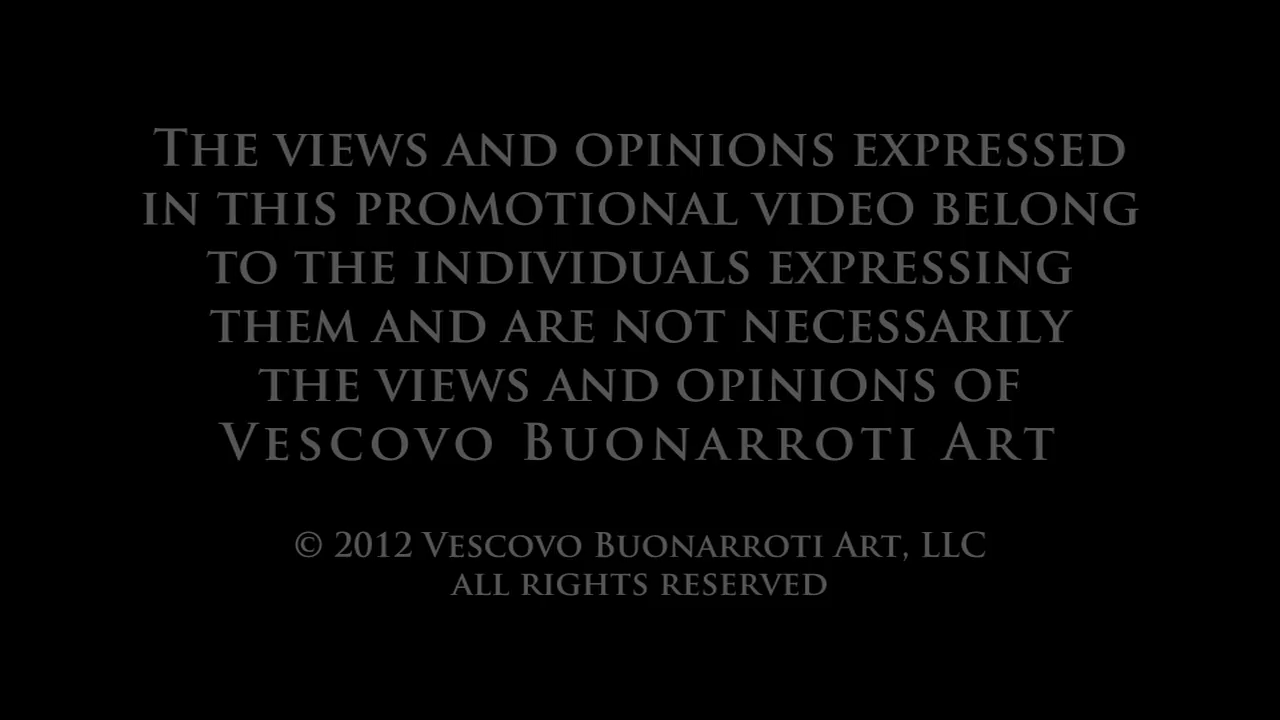 The views and opinions expressed
in this promotional video belong
to the individuals expressing
them and are not necessarily
the views and opinions of
Vescovo Buonarroti Art
© 2012 Vescovo Buonarroti Art, LLC
all rights reserved